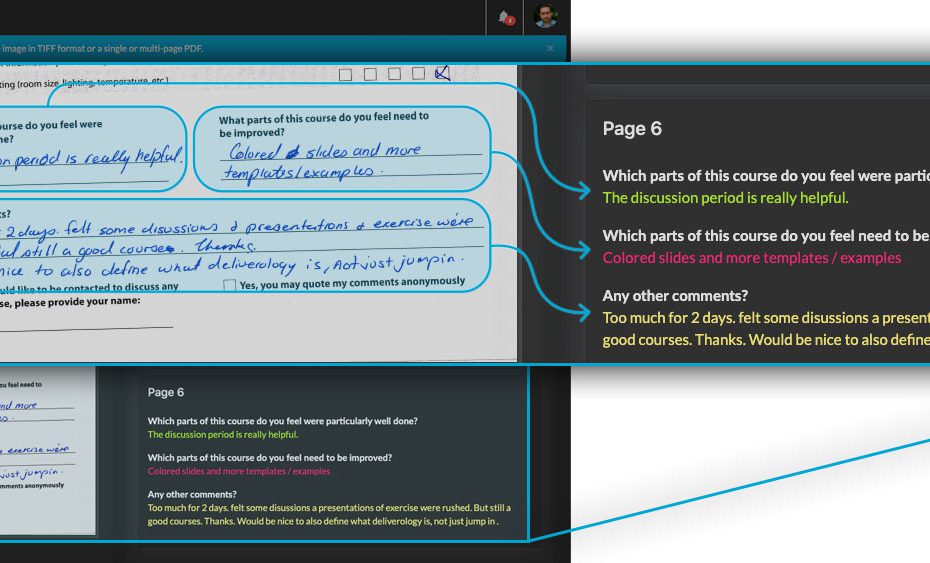 2
image in TIFF format or a single or multi-page PDF.
×
ting (room size, lighting, temperature, etc.)
ourse do you feel were
ne?
on period is really helpful.
What parts of this course do you feel need to
be improved?
Colored slides and more
templates/examples.
ts?
2 days. felt some disussions & presentations & exercise were
still a good courses. Thanks.
nice to also define what deliverology is, not just jumpin.
uld like to be contacted to discuss any
Yes, you may quote my comments anonymously
se, please provide your name:
Page 6
Which parts of this course do you feel were partic
The discussion period is really helpful.
Which parts of this course do you feel need to be
Colored slides and more templates / examples
Any other comments?
Too much for 2 days. felt some disussions a present
good courses. Thanks. Would be nice to also define
ou feel need to
nd more
es.
& exercise were
just jumpin.
mments anonymously
Page 6
Which parts of this course do you feel were particularly well done?
The discussion period is really helpful.
Which parts of this course do you feel need to be improved?
Colored slides and more templates / examples
Any other comments?
Too much for 2 days. felt some disussions a presentations of exercise were rushed. But still a
good courses. Thanks. Would be nice to also define what deliverology is, not just jump in .